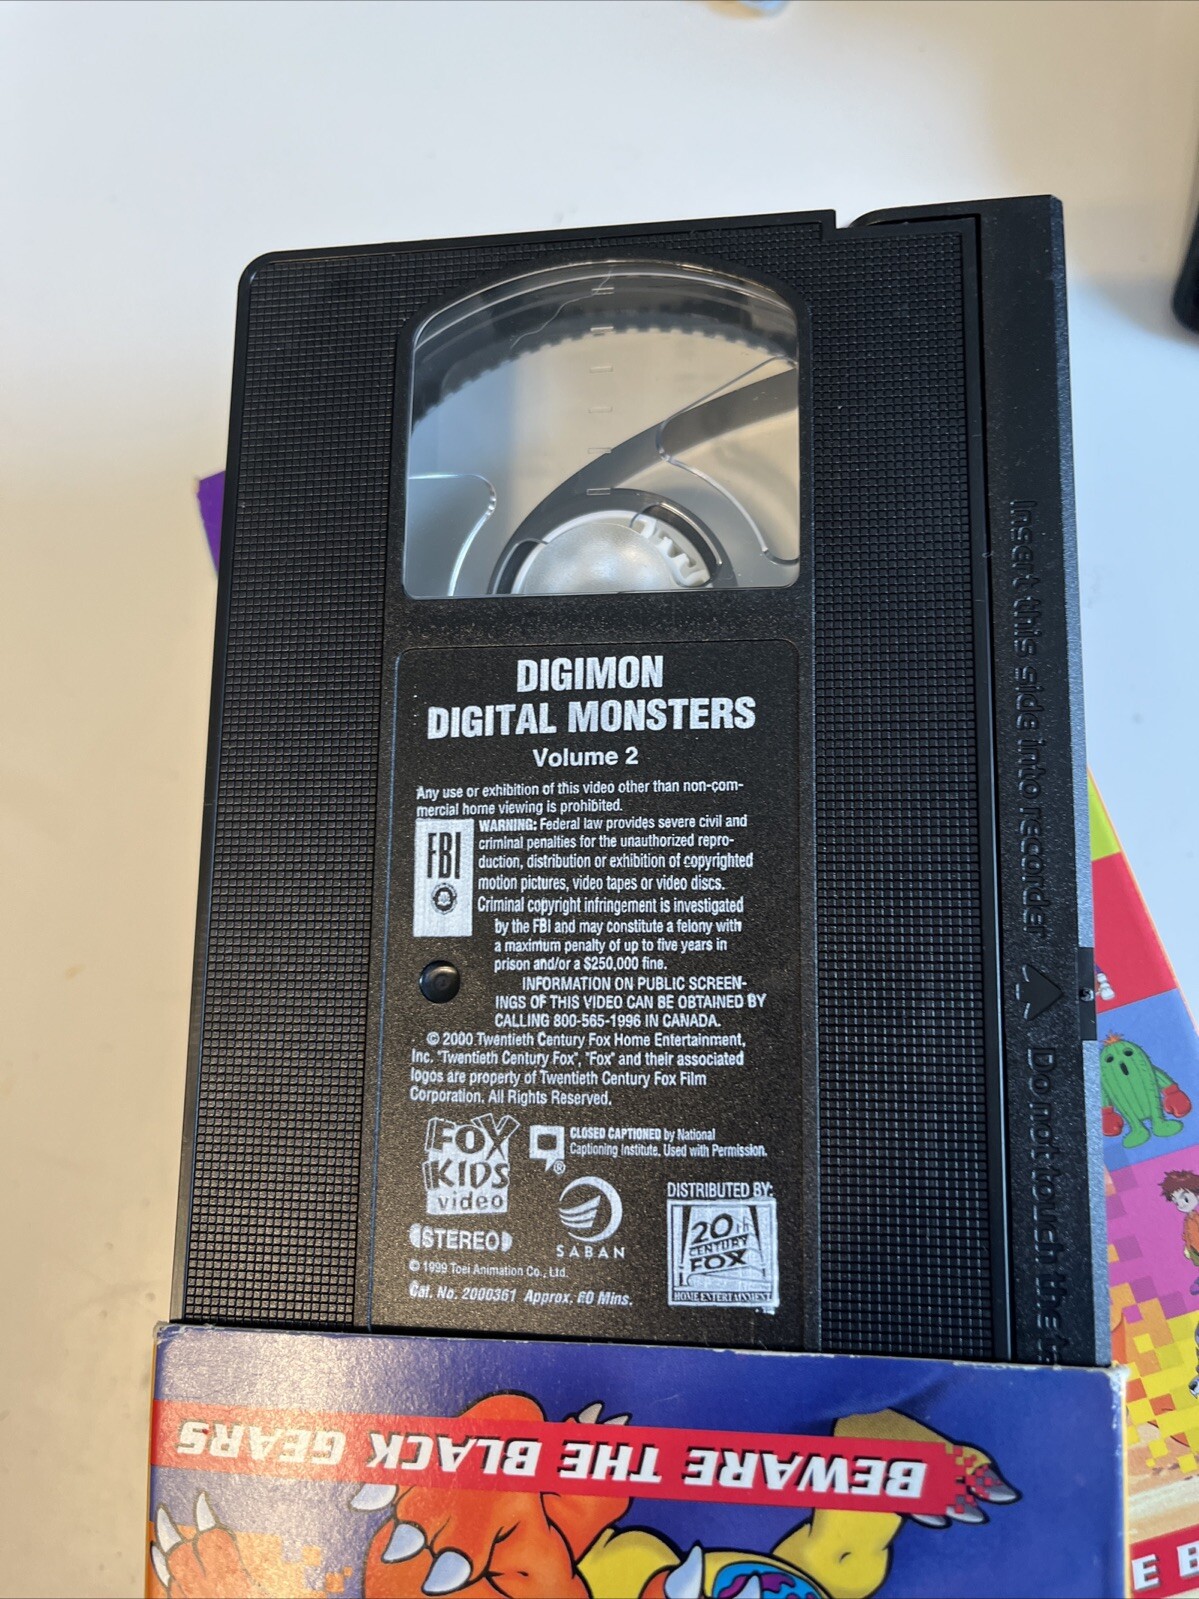 DIGIMON
DIGITAL MONSTERS
Volume 2
Any use or exhibition of this video other than non-com-
mercial home viewing is prohibited.
FBI
WARNING: Federal law provides severe civil and
criminal penalties for the unauthorized repro-
duction, distribution or exhibition of copyrighted
motion pictures, video tapes or video discs.
Criminal copyright infringement is investigated
by the FBI and may constitute a felony with
a maximum penalty of up to five years in
prison and/or a $250,000 fine.
INFORMATION ON PUBLIC SCREEN-
INGS OF THIS VIDEO CAN BE OBTAINED BY
CALLING 800-565-1996 IN CANADA.
© 2000 Twentieth Century Fox Home Entertainment,
Inc. "Twentieth Century Fox", "Fox" and their associated
logos are property of Twentieth Century Fox Film
Corporation. All Rights Reserved.
FOX
KIDS
video
CLOSED CAPTIONED by National
Captioning Institute. Used with Permission.
®
STEREO
SABAN
DISTRIBUTED BY:
20th
CENTURY
FOX
HOME ENTERTAINMENT
© 1999 Toei Animation Co., Ltd.
Cat. No. 2000361 Approx. 60 Mins.
Insert this side into recorder
Do not touch the t
BEWARE THE BLACK GEARS
E B